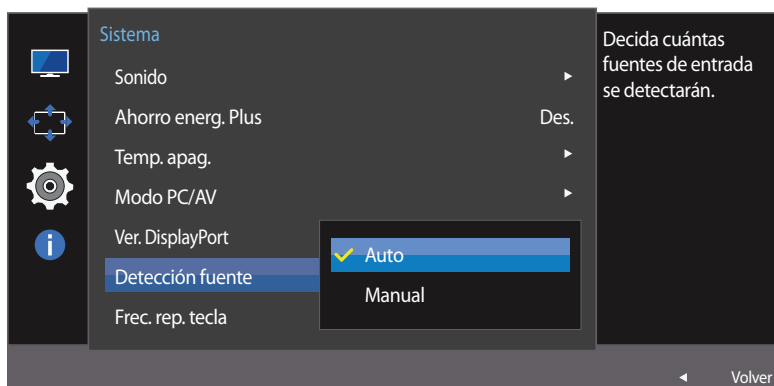 Sistema
Sonido
Ahorro energ. Plus Des.
Temp. apag.
Modo PC/AV
Ver. DisplayPort
Detección fuente
Frec. rep. tecla
Auto
Manual
Decida cuántas
fuentes de entrada
se detectarán.
Volver